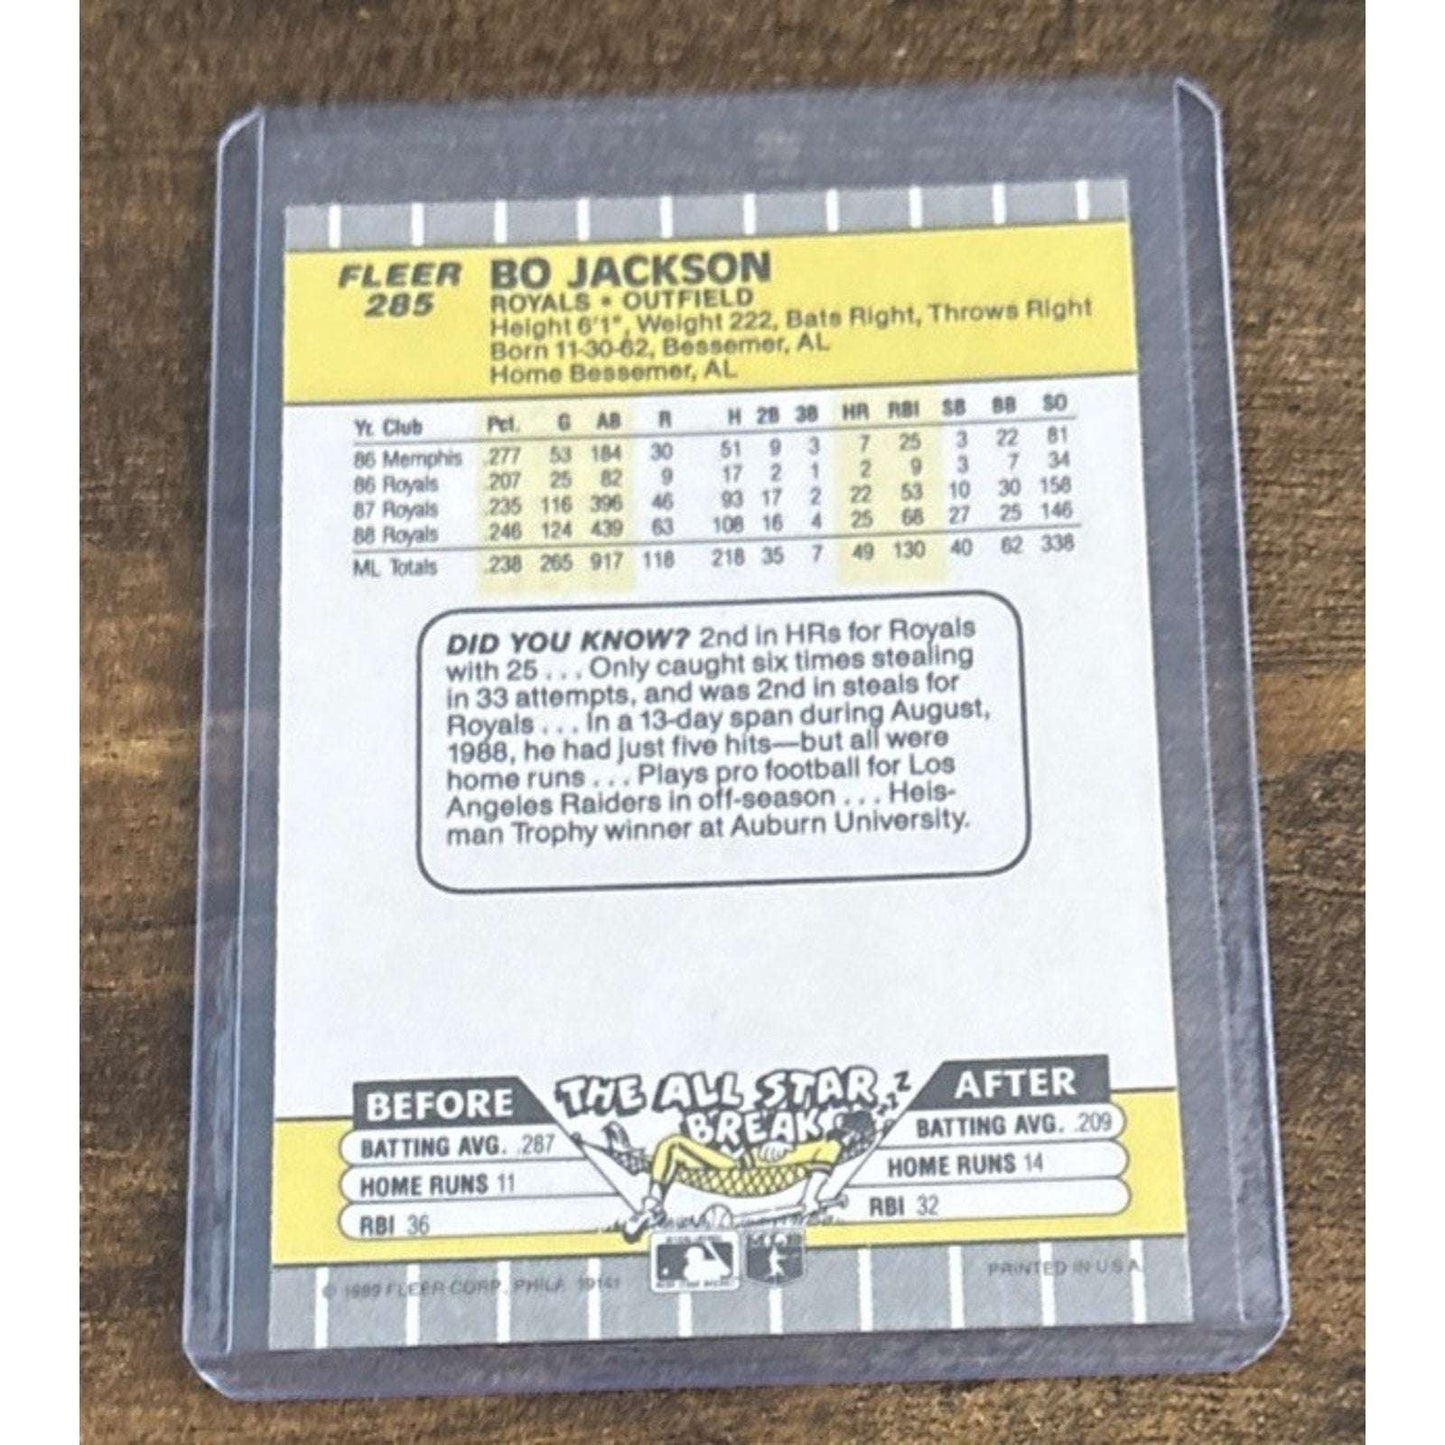 FLEER BO JACKSON
285 ROYALS • OUTFIELD
Height 6'1", Weight 222, Bats Right, Throws Right
Born 11-30-62, Bessemer, AL
Home Bessemer, AL
Yr. Club Pct. G AB R H 2B 3B HR RBI SB BB SO
86 Memphis .277 53 184 30 51 9 3 7 25 3 22 81
86 Royals .207 25 82 9 17 2 1 2 9 3 7 34
87 Royals .235 116 396 46 93 17 2 22 53 10 30 158
88 Royals .246 124 439 63 108 16 4 25 68 27 25 146
ML Totals .238 265 917 118 218 35 7 49 130 40 62 338
DID YOU KNOW? 2nd in HRs for Royals
with 25 . . . Only caught six times stealing
in 33 attempts, and was 2nd in steals for
Royals . . . In a 13-day span during August,
1988, he had just five hits—but all were
home runs . . . Plays pro football for Los
Angeles Raiders in off-season . . . Heis-
man Trophy winner at Auburn University.
BEFORE THE ALL STAR BREAK AFTER
BATTING AVG. .287
HOME RUNS 11
RBI 36
BATTING AVG. .209
HOME RUNS 14
RBI 32
© 1989 FLEER CORP., PHILA. 19141
PRINTED IN U.S.A.